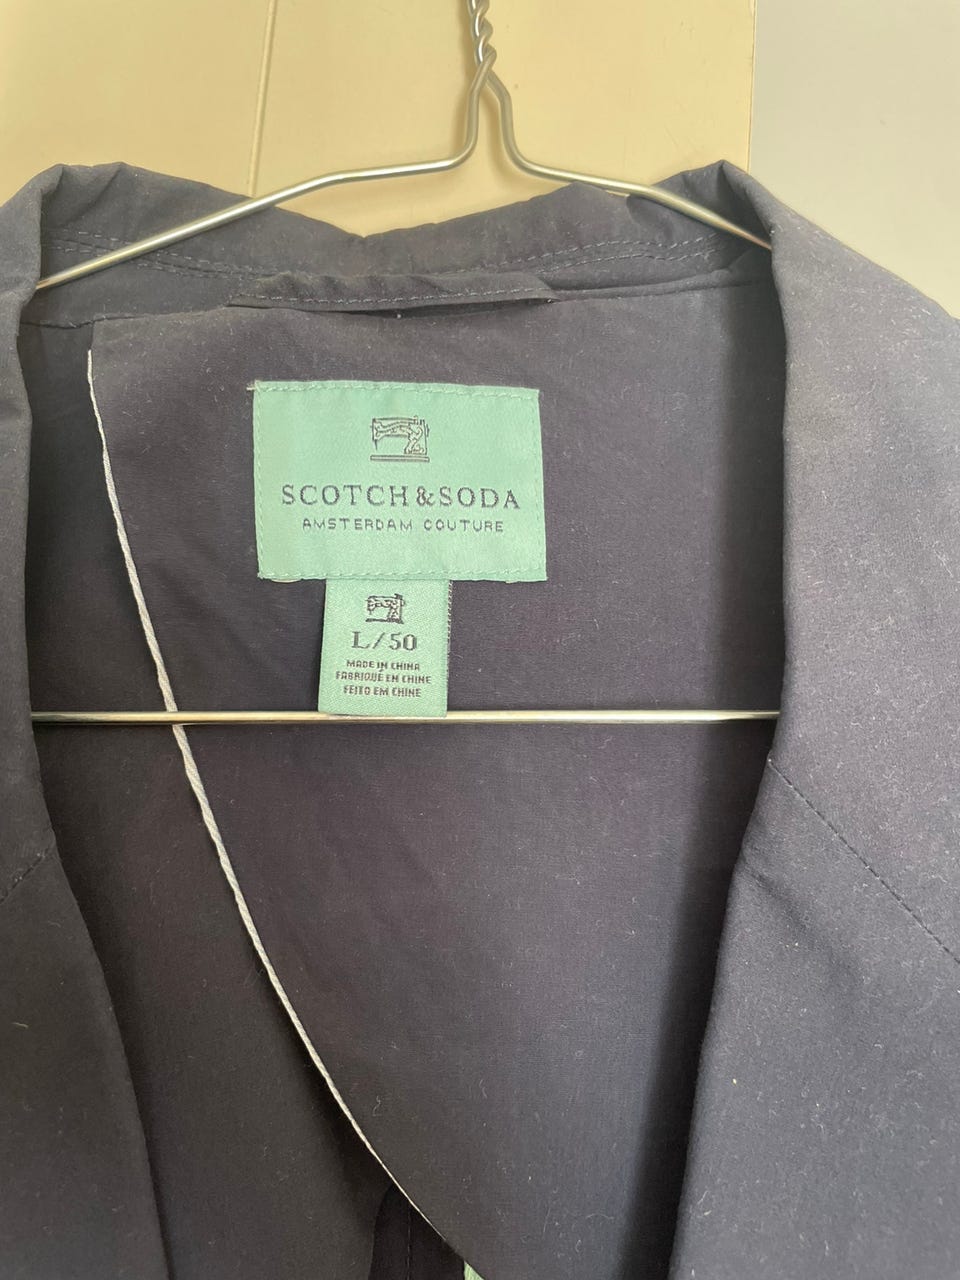 SCOTCH&SODA
AMSTERDAM COUTURE
L/50
MADE IN CHINA
FABRIQUÉ EN CHINE
FEITO EM CHINE